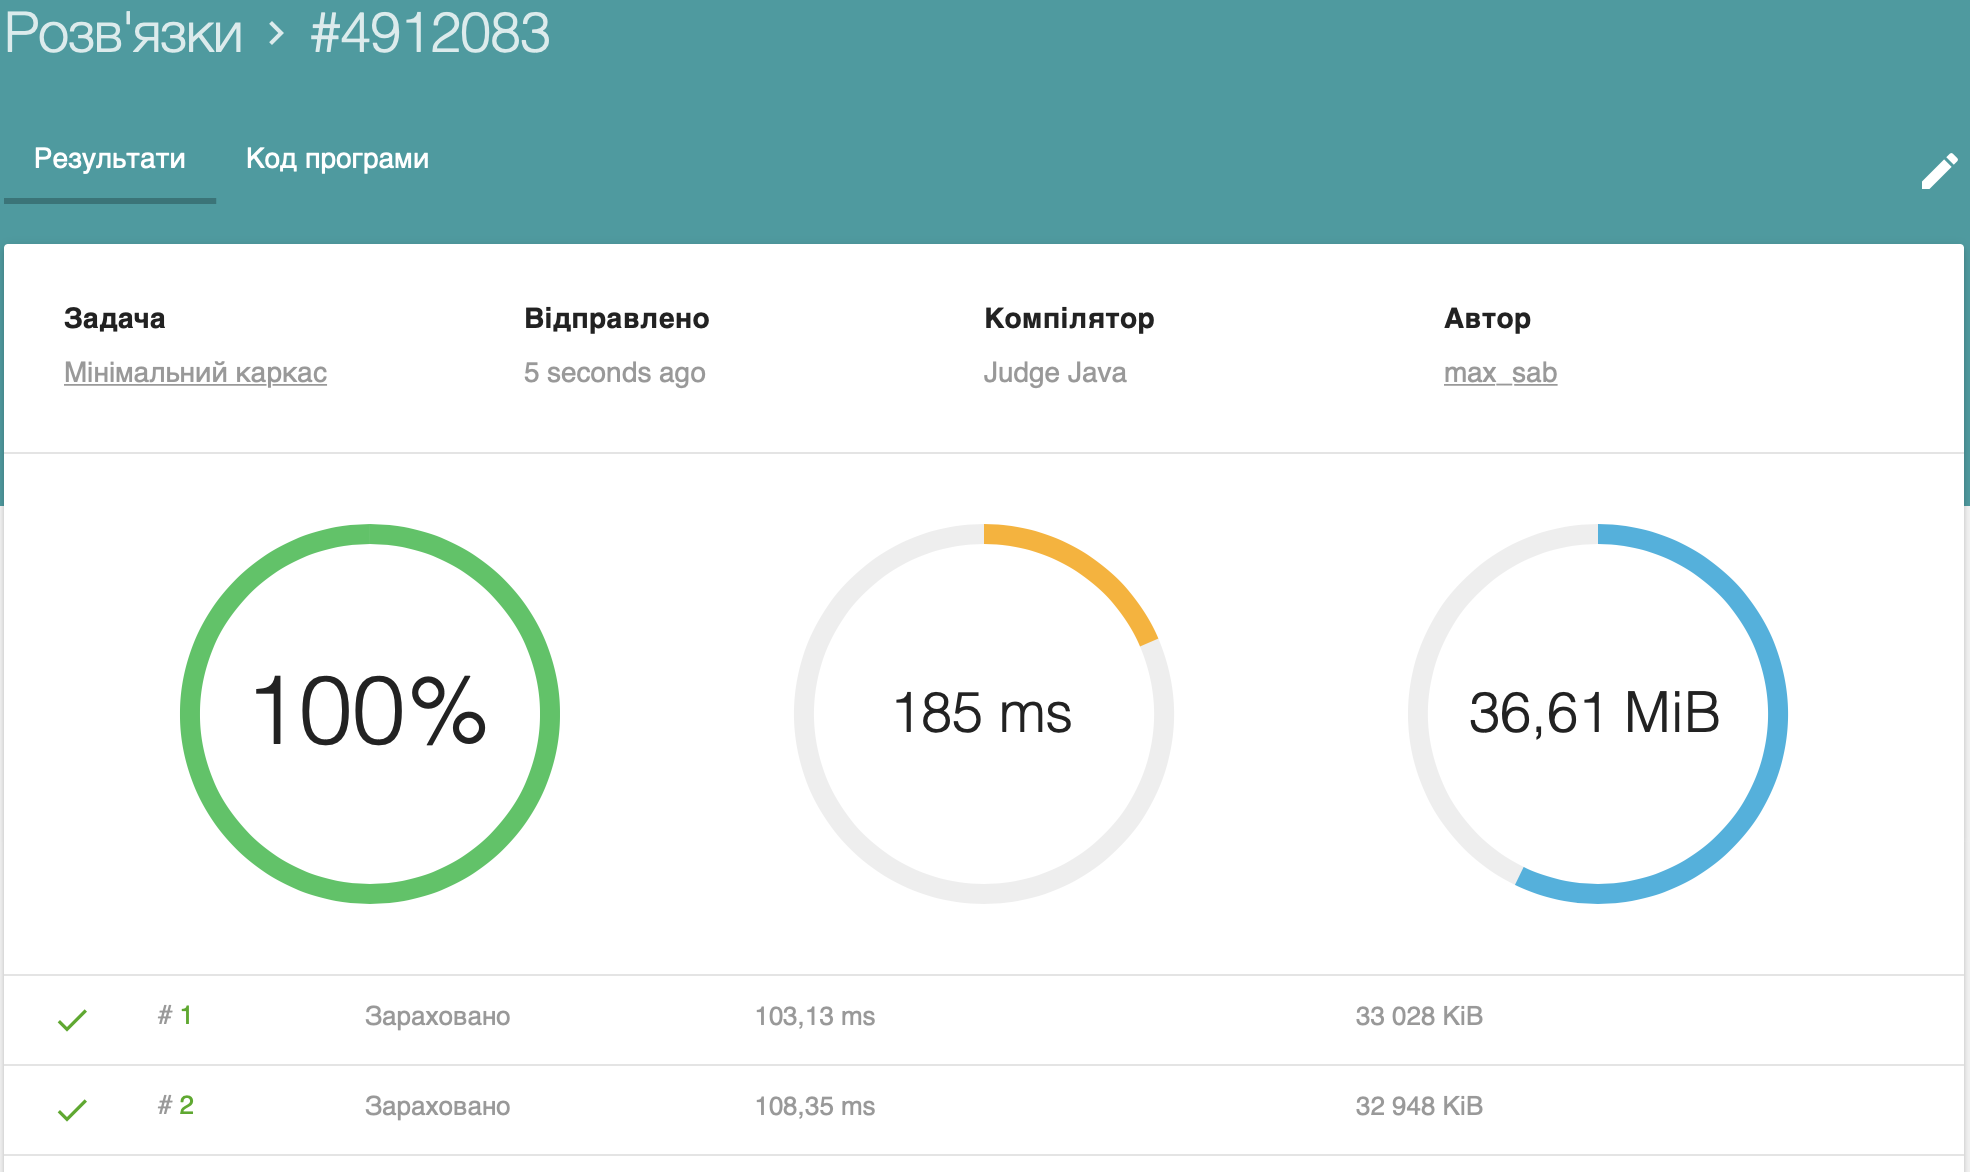 Розв'язки › #4912083
Результати Код програми
Задача Відправлено Компілятор Автор
Мінімальний каркас 5 seconds ago Judge Java max_sab
100% 185 ms 36,61 MiB
# 1 Зараховано 103,13 ms 33 028 KiB
# 2 Зараховано 108,35 ms 32 948 KiB